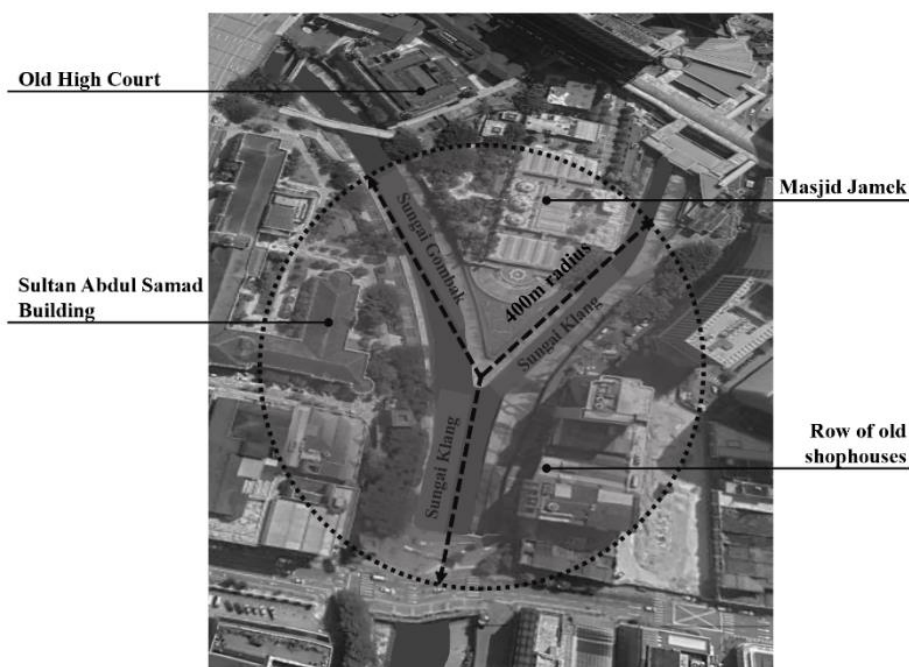 Old High Court
Masjid Jamek
Sungai Gombak
400m radius
Sungai Klang
Sultan Abdul Samad
Building
Sungai Klang
Row of old
shophouses